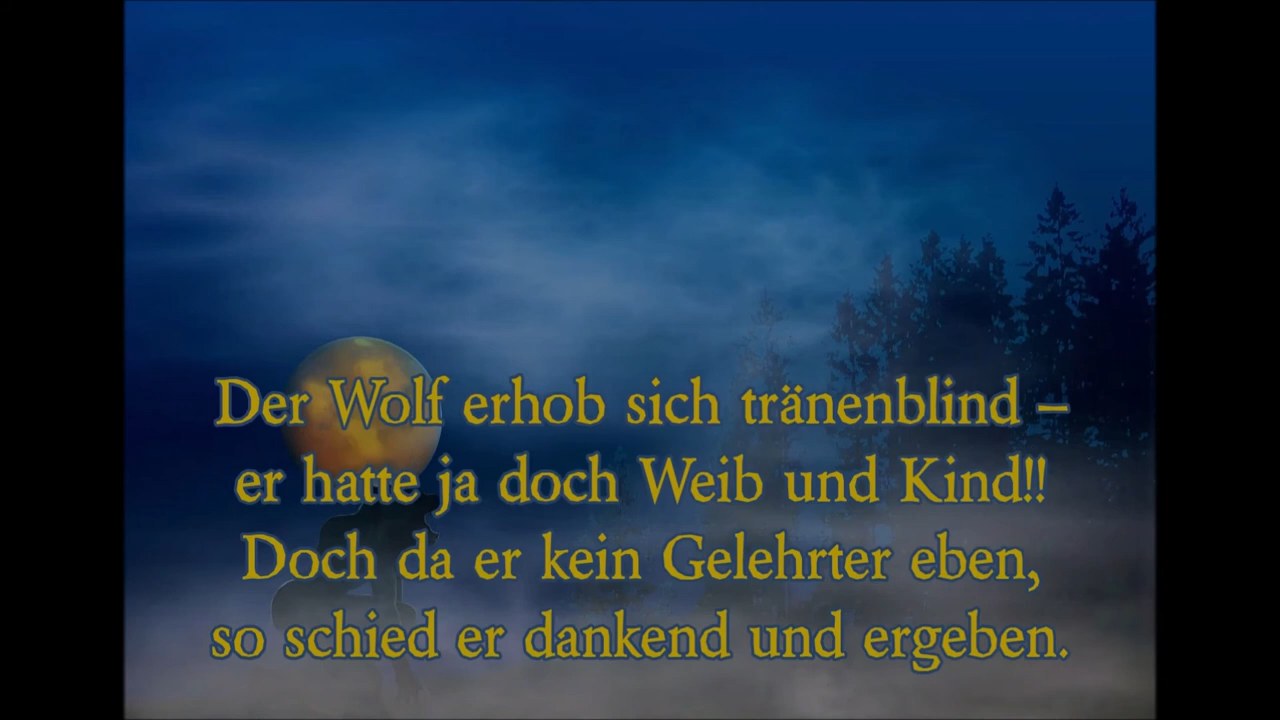 Der Wolf erhob sich tränenblind –
er hatte ja doch Weib und Kind!!
Doch da er kein Gelehrter eben,
so schied er dankend und ergeben.